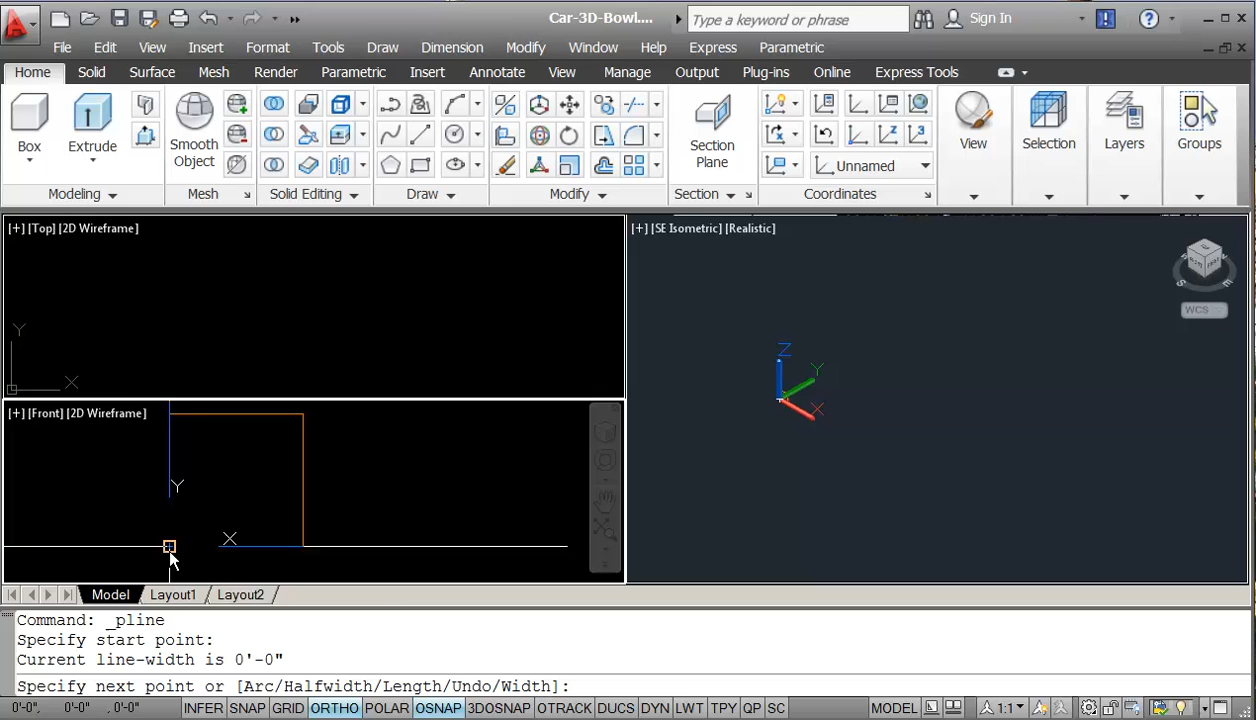 Car-3D-Bowl....
Type a keyword or phrase
Sign In
File Edit View Insert Format Tools Draw Dimension Modify Window Help Express Parametric
Home Solid Surface Mesh Render Parametric Insert Annotate View Manage Plug-ins Online Express Tools Output
Box
Extrude
Smooth
Object
Section
Plane
Unnamed
View
Selection
Layers
Groups
Modeling
Mesh
Solid Editing
Draw
Modify
Section
Coordinates
[+] [Top] [2D Wireframe]
Y
X
[+] [SE Isometric] [Realistic]
WCS
Z
Y
X
[+] [Front] [2D Wireframe]
Y
X
Model Layout1 Layout2
Command: _pline
Specify start point:
Current line-width is 0'-0"
Specify next point or [Arc/Halfwidth/Length/Undo/Width]:
0'-0", 0'-0" , 0'-0" INFER SNAP GRID ORTHO POLAR OSNAP 3DOSNAP OTRACK DUCS DYN LWT TPY QP SC MODEL 1:1